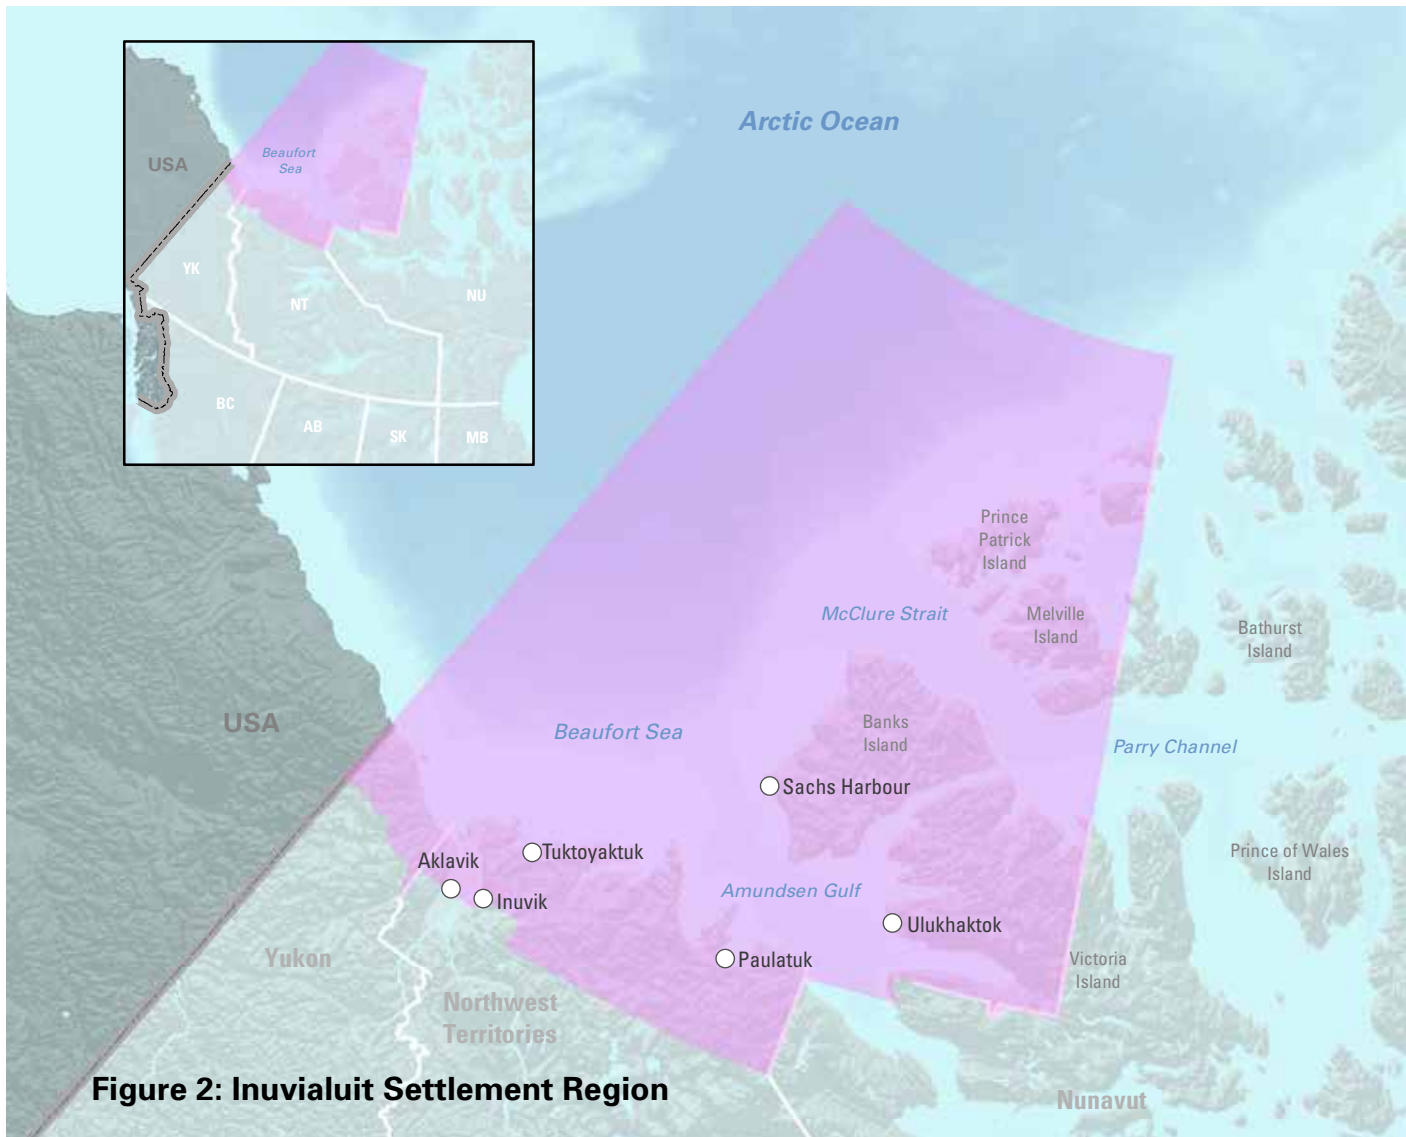 Arctic Ocean
USA
Beaufort
Sea
YK
NT
NU
BC
AB
SK
MB
Prince
Patrick
Island
McClure Strait
Melville
Island
Bathurst
Island
USA
Beaufort Sea
Banks
Island
Parry Channel
Sachs Harbour
Tuktoyaktuk
Aklavik
Inuvik
Amundsen Gulf
Prince of Wales
Island
Ulukhaktok
Yukon
Paulatuk
Victoria
Island
Northwest
Territories
Figure 2: Inuvialuit Settlement Region
Nunavut